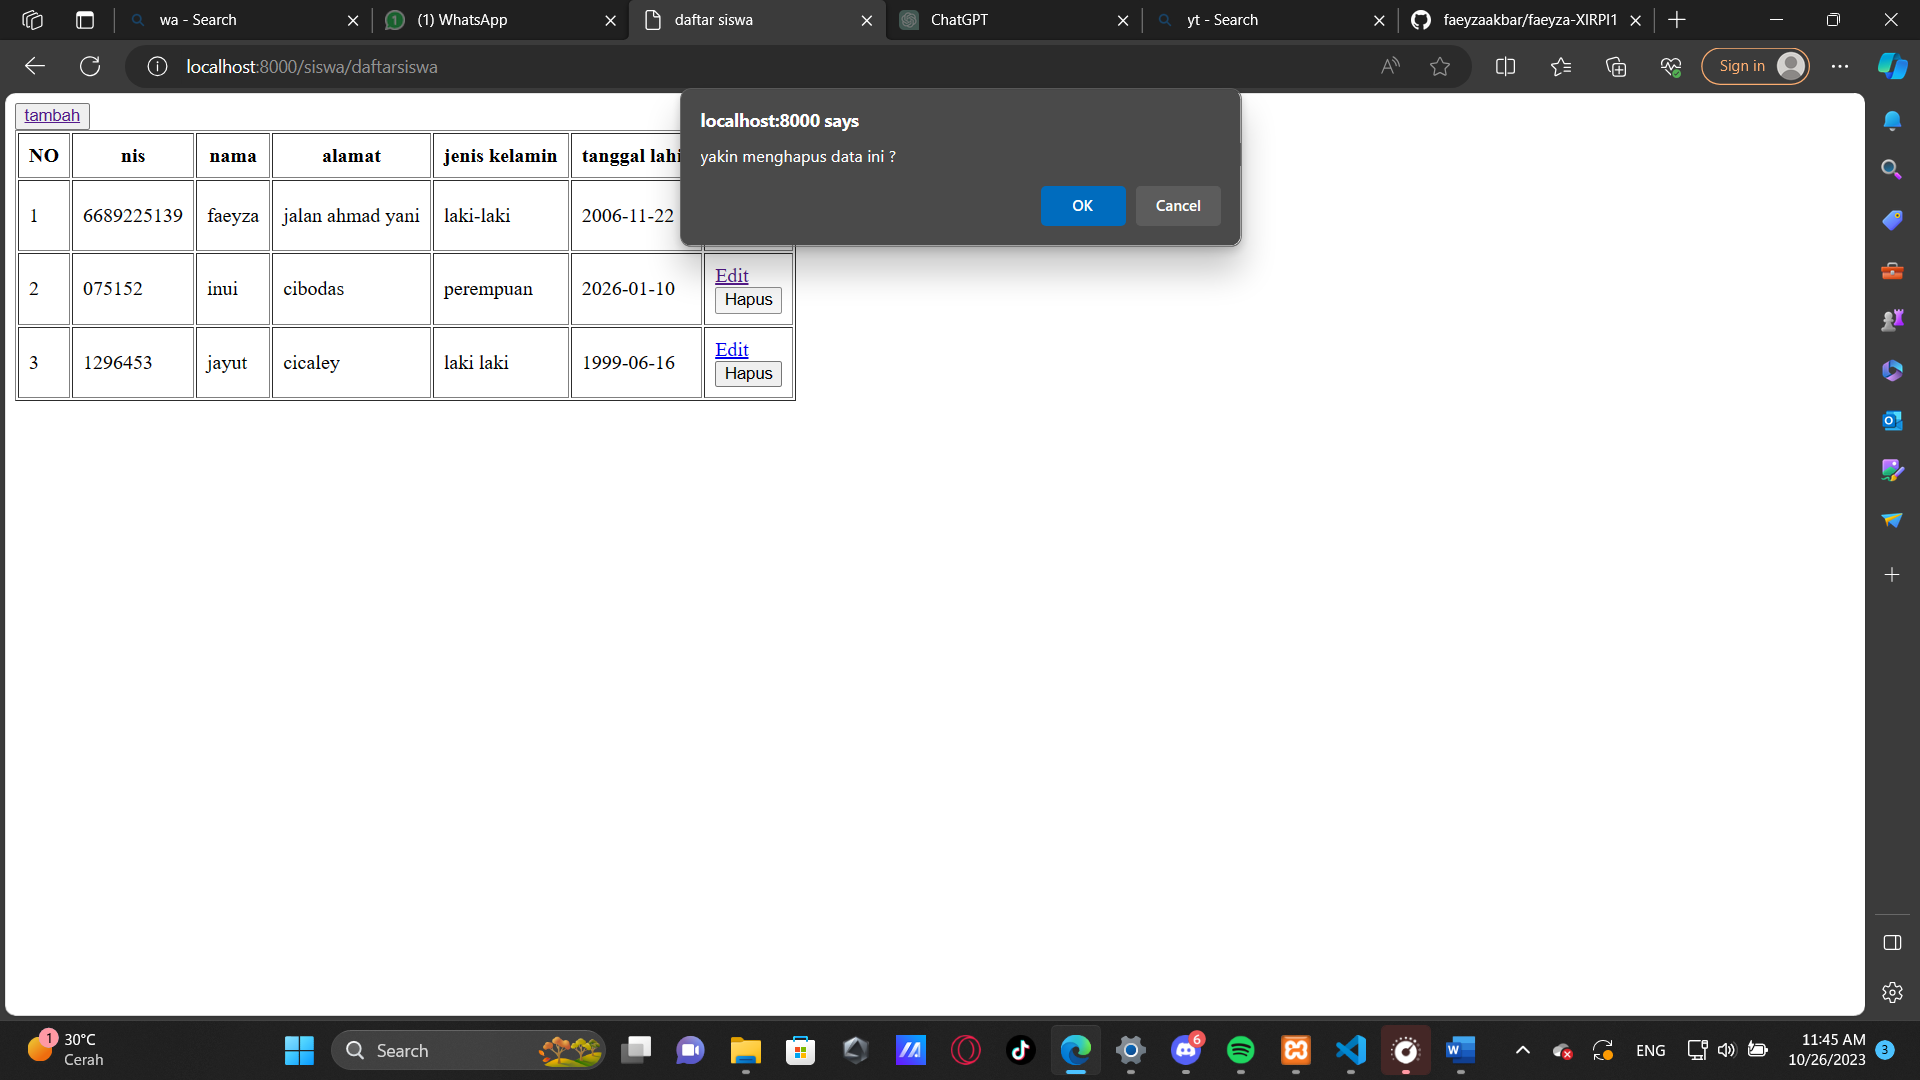 wa - Search
(1) WhatsApp
daftar siswa
ChatGPT
yt - Search
faeyzaakbar/faeyza-XIRPI1
localhost:8000/siswa/daftarsiswa
Sign in
tambah
localhost:8000 says
yakin menghapus data ini ?
OK
Cancel
NO nis nama alamat jenis kelamin tanggal lahi
1 6689225139 faeyza jalan ahmad yani laki-laki 2006-11-22
2 075152 inui cibodas perempuan 2026-01-10 Edit
Hapus
3 1296453 jayut cicaley laki laki 1999-06-16 Edit
Hapus
1
30°C
Cerah
Search
6
ENG
11:45 AM
10/26/2023
3